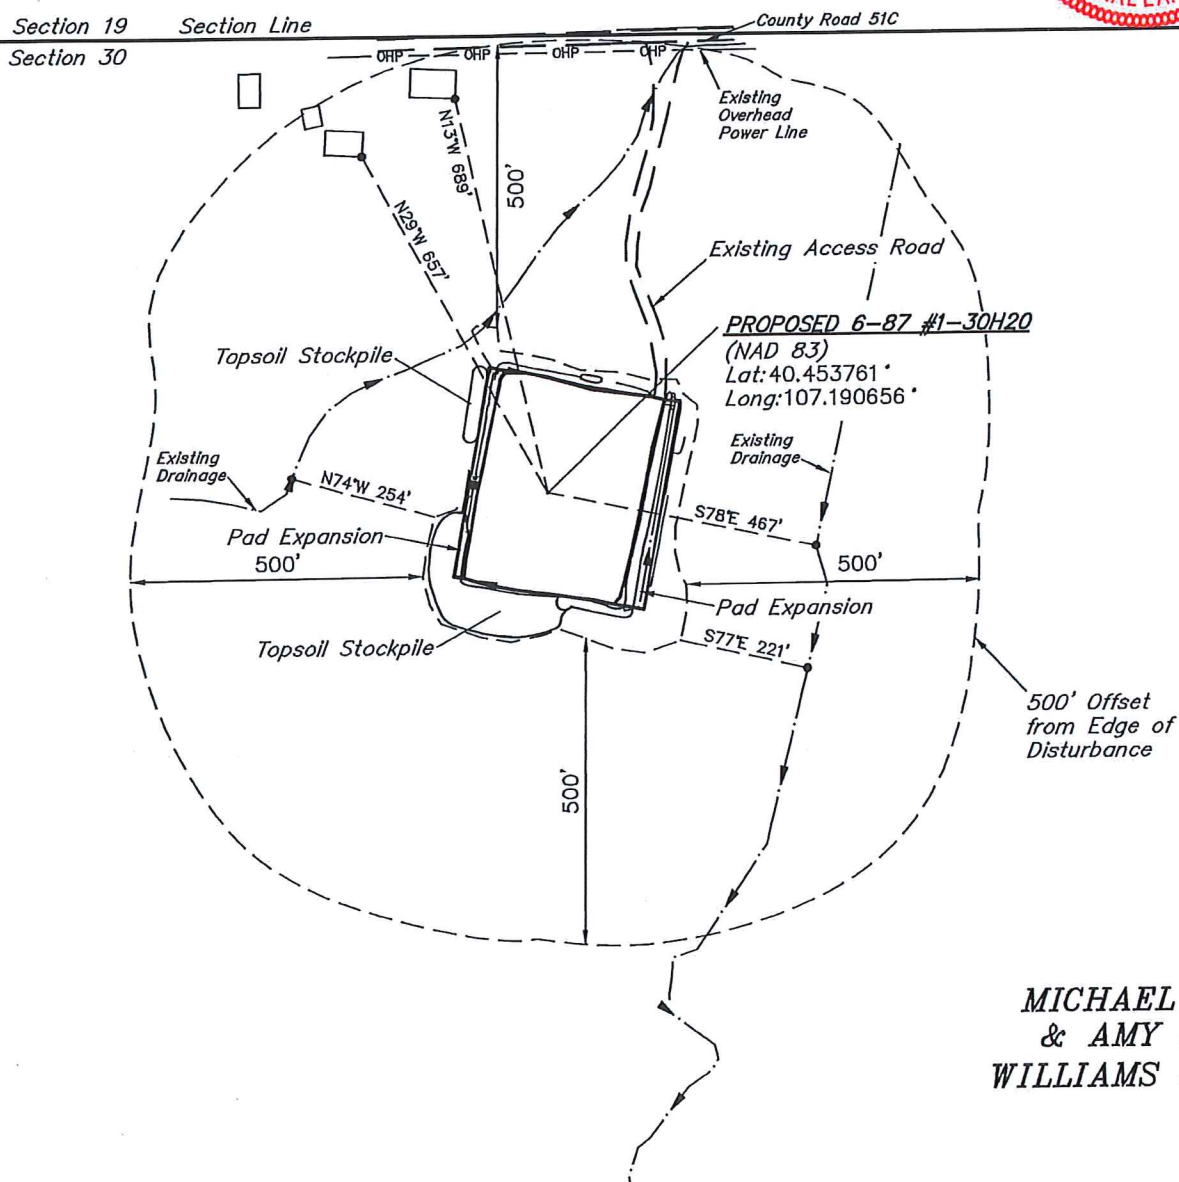 Section 19 Section Line
County Road 51C
Section 30
OHP OHP OHP OHP
Existing
Overhead
Power Line
N13°W 689'
500'
N29°W 657'
Existing Access Road
PROPOSED 6-87 #1-30H20
(NAD 83)
Lat: 40.453761°
Long: 107.190656°
Topsoil Stockpile
Existing
Drainage
Existing
Drainage
N74°W 254'
S78°E 467'
Pad Expansion
500'
500'
Pad Expansion
Topsoil Stockpile
S77°E 221'
500' Offset
from Edge of
Disturbance
500'
MICHAEL
& AMY
WILLIAMS